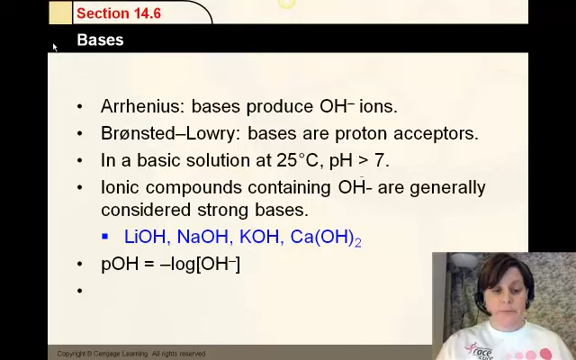 Section 14.6
Bases
• Arrhenius: bases produce OH⁻ ions.
• Brønsted–Lowry: bases are proton acceptors.
• In a basic solution at 25°C, pH > 7.
• Ionic compounds containing OH- are generally
considered strong bases.
▪ LiOH, NaOH, KOH, Ca(OH)₂
• pOH = –log[OH⁻]
•
Copyright © Cengage Learning. All rights reserved
race